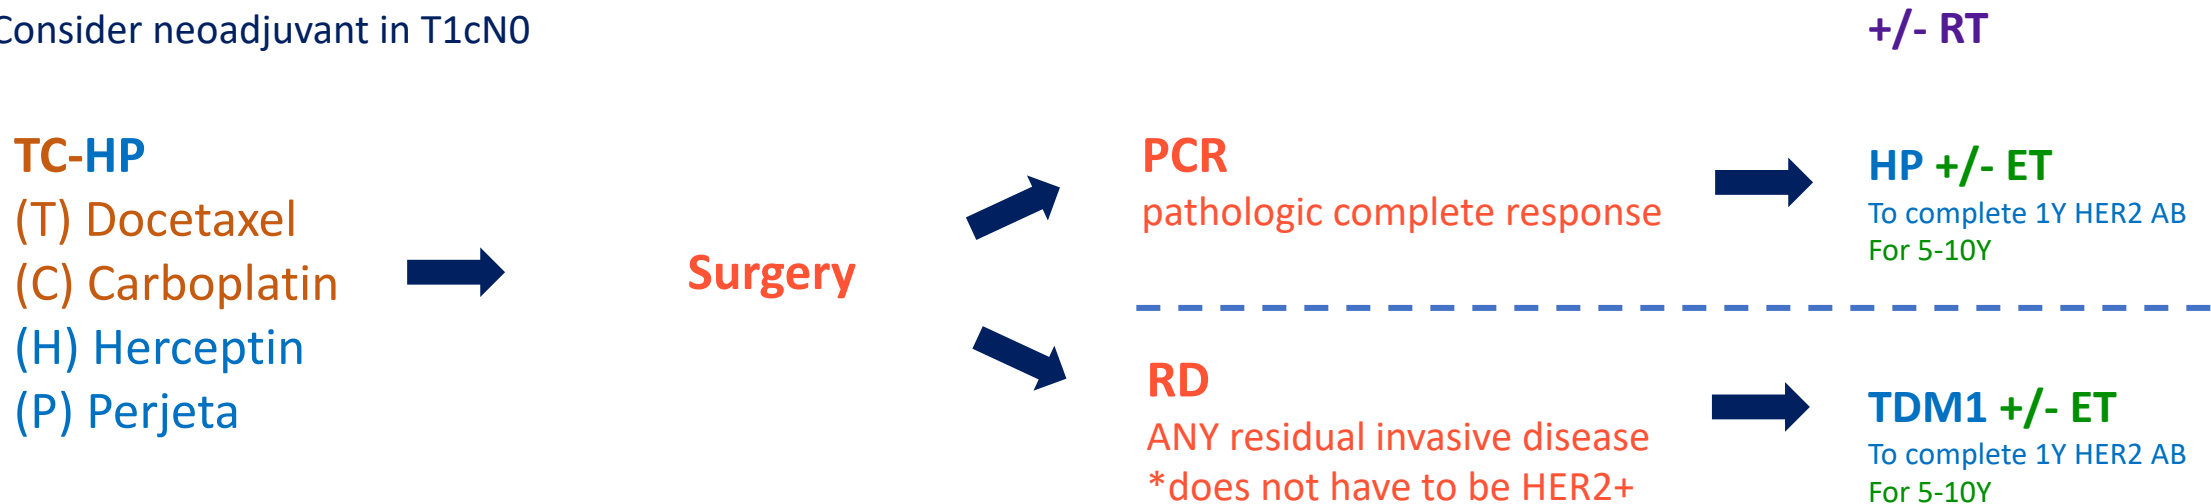 Consider neoadjuvant in T1cN0
+/- RT
TC-HP
(T) Docetaxel
(C) Carboplatin
(H) Herceptin
(P) Perjeta
Surgery
PCR
pathologic complete response
HP +/- ET
To complete 1Y HER2 AB
For 5-10Y
RD
ANY residual invasive disease
*does not have to be HER2+
TDM1 +/- ET
To complete 1Y HER2 AB
For 5-10Y